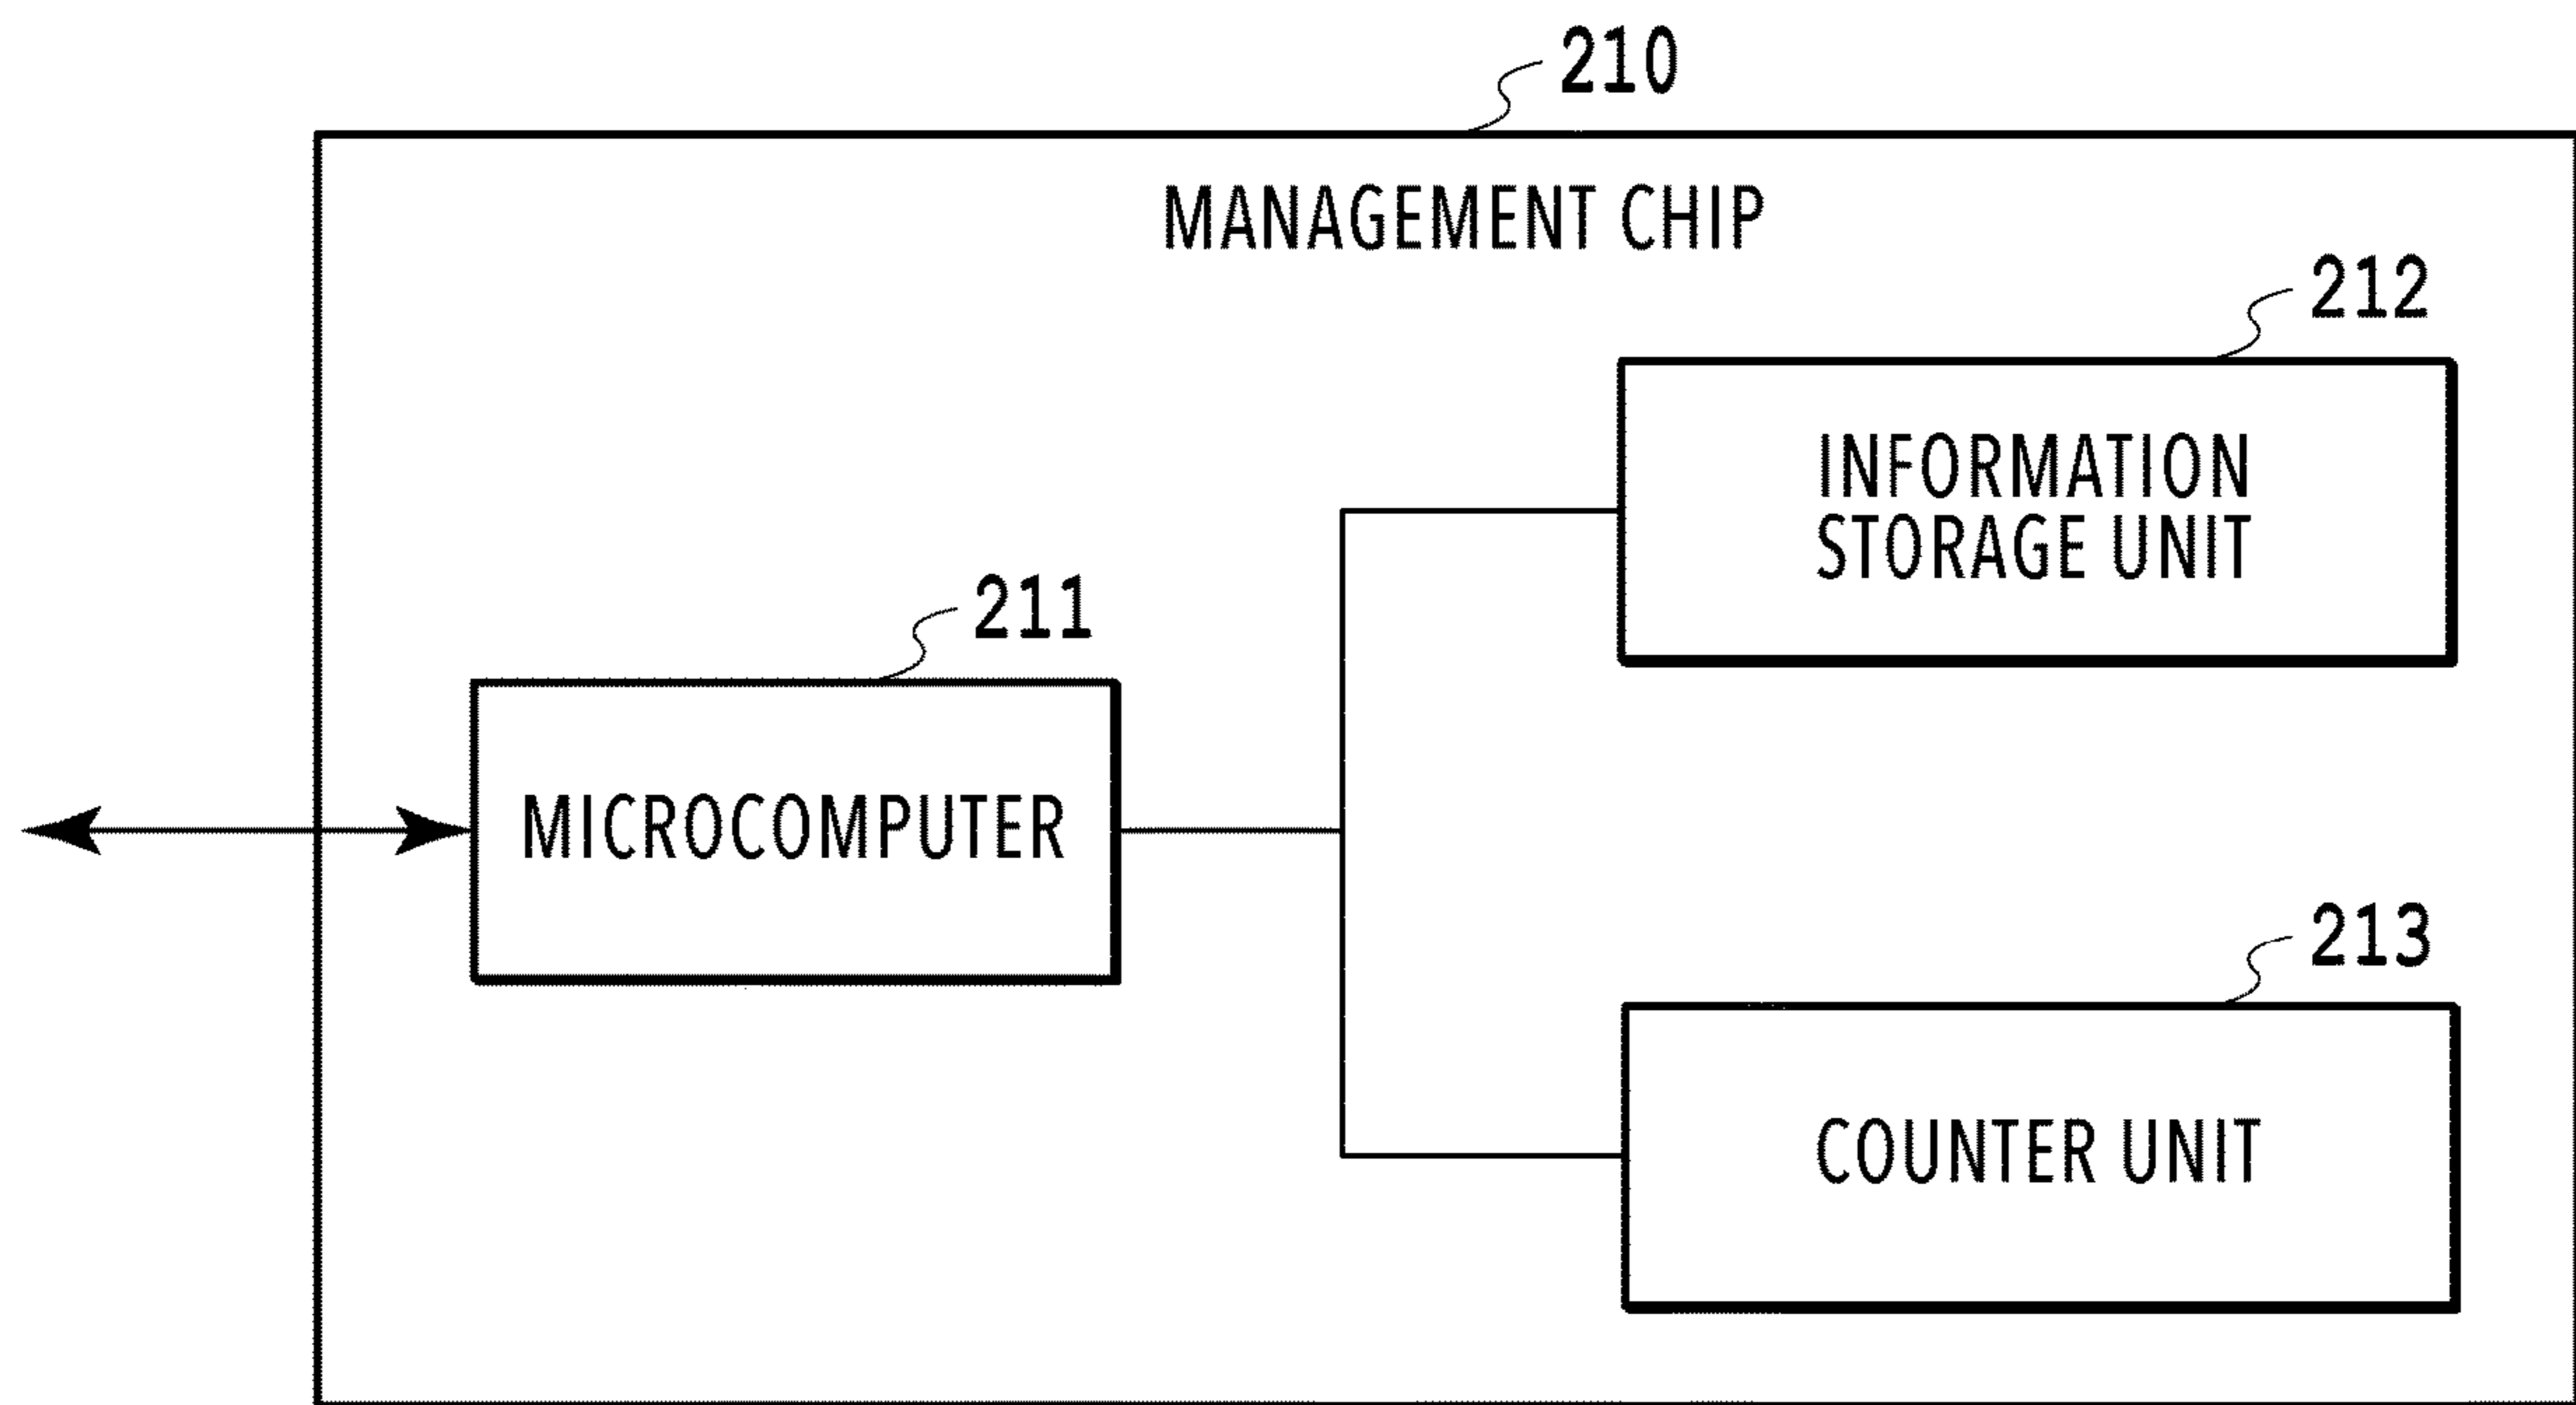 210
MANAGEMENT CHIP
212
INFORMATION
STORAGE UNIT
211
MICROCOMPUTER
213
COUNTER UNIT